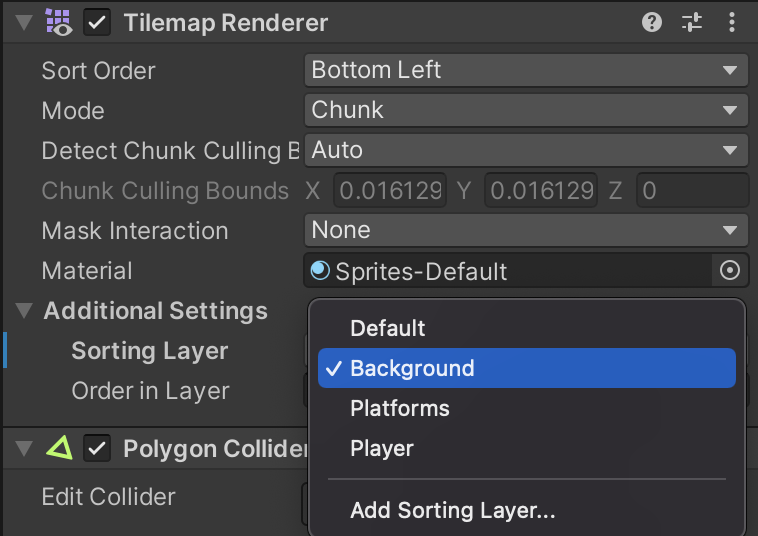 Tilemap Renderer
Sort Order Bottom Left
Mode Chunk
Detect Chunk Culling B Auto
Chunk Culling Bounds X 0.016129 Y 0.016129 Z 0
Mask Interaction None
Material Sprites-Default
Additional Settings
Default
Sorting Layer
Background
Order in Layer
Platforms
Polygon Collider
Player
Edit Collider
Add Sorting Layer...